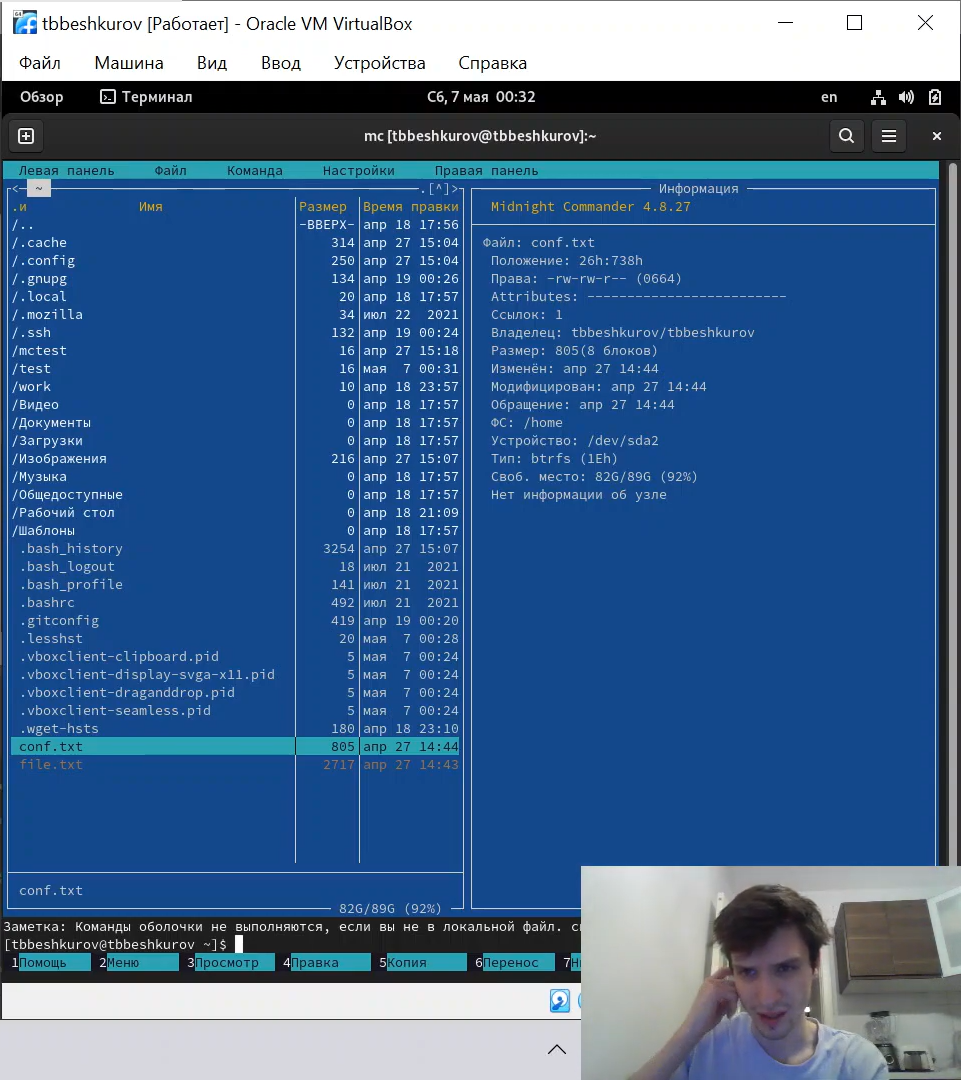 tbbeshkurov [Работает] - Oracle VM VirtualBox
Файл Машина Вид Ввод Устройства Справка
Обзор Терминал Сб, 7 мая 00:32 en
mc [tbbeshkurov@tbbeshkurov]:~
Левая панель Файл Команда Настройки Правая панель
<- ~ .[^]> Информация
.и Имя Размер Время правки Midnight Commander 4.8.27
/.. -ВВЕРХ- апр 18 17:56
/.cache 314 апр 27 15:04 Файл: conf.txt
/.config 250 апр 27 15:04 Положение: 26h:738h
/.gnupg 134 апр 19 00:26 Права: -rw-rw-r-- (0664)
/.local 20 апр 18 17:57 Attributes: -------------------------
/.mozilla 34 июл 22 2021 Ссылок: 1
/.ssh 132 апр 19 00:24 Владелец: tbbeshkurov/tbbeshkurov
/mctest 16 апр 27 15:18 Размер: 805(8 блоков)
/test 16 мая 7 00:31 Изменён: апр 27 14:44
/work 10 апр 18 23:57 Модифицирован: апр 27 14:44
/Видео 0 апр 18 17:57 Обращение: апр 27 14:44
/Документы 0 апр 18 17:57 ФС: /home
/Загрузки 0 апр 18 17:57 Устройство: /dev/sda2
/Изображения 216 апр 27 15:07 Тип: btrfs (1Eh)
/Музыка 0 апр 18 17:57 Своб. место: 82G/89G (92%)
/Общедоступные 0 апр 18 17:57 Нет информации об узле
/Рабочий стол 0 апр 18 21:09
/Шаблоны 0 апр 18 17:57
.bash_history 3254 апр 27 15:07
.bash_logout 18 июл 21 2021
.bash_profile 141 июл 21 2021
.bashrc 492 июл 21 2021
.gitconfig 419 апр 19 00:20
.lesshst 20 мая 7 00:28
.vboxclient-clipboard.pid 5 мая 7 00:24
.vboxclient-display-svga-x11.pid 5 мая 7 00:24
.vboxclient-draganddrop.pid 5 мая 7 00:24
.vboxclient-seamless.pid 5 мая 7 00:24
.wget-hsts 180 апр 18 23:10
conf.txt 805 апр 27 14:44
file.txt 2717 апр 27 14:43
conf.txt
82G/89G (92%)
Заметка: Команды оболочки не выполняются, если вы не в локальной файл.
[tbbeshkurov@tbbeshkurov ~]$
1Помощь 2Меню 3Просмотр 4Правка 5Копия 6Перенос 7